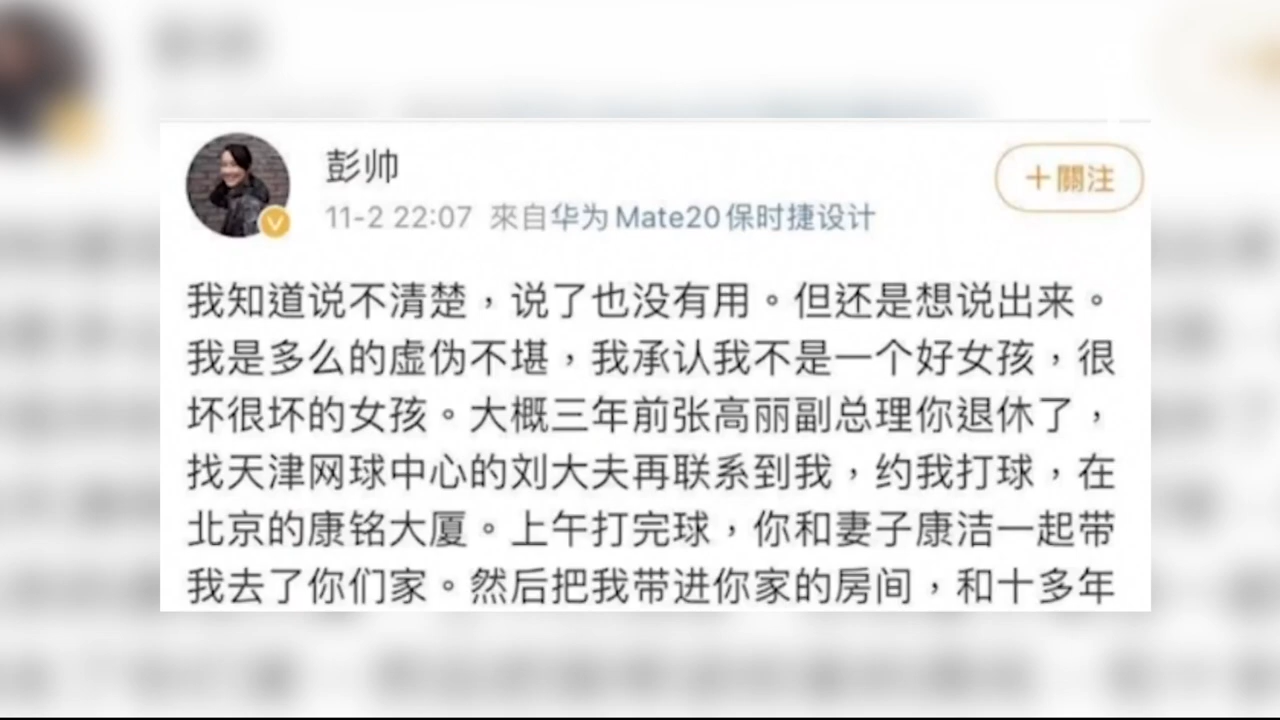 彭帅
+關注
11-2 22:07 來自华为Mate20保时捷设计
我知道说不清楚，说了也没有用。但还是想说出来。
我是多么的虚伪不堪，我承认我不是一个好女孩，很
坏很坏的女孩。大概三年前张高丽副总理你退休了，
找天津网球中心的刘大夫再联系到我，约我打球，在
北京的康铭大厦。上午打完球，你和妻子康洁一起带
我去了你们家。然后把我带进你家的房间，和十多年